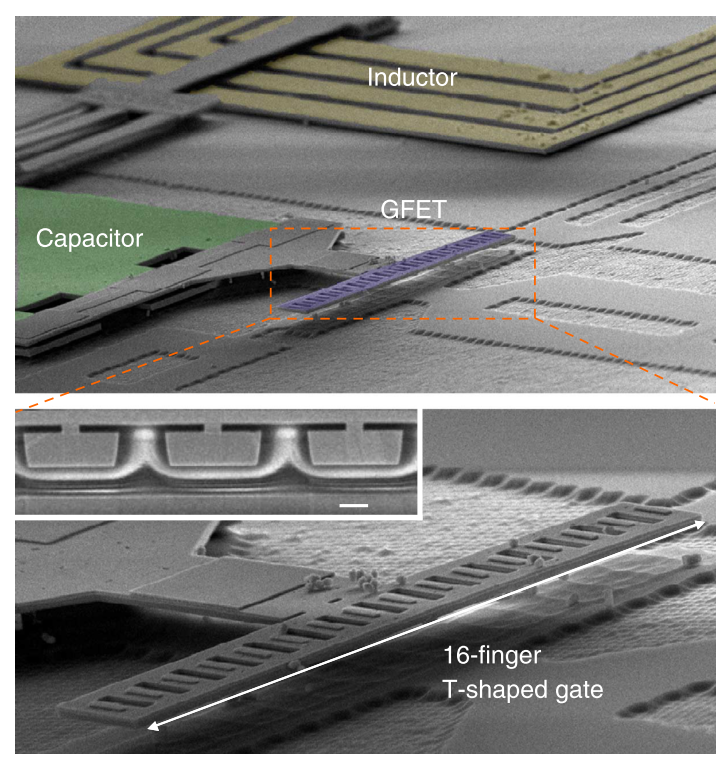 Inductor
GFET
Capacitor
16-finger
T-shaped gate